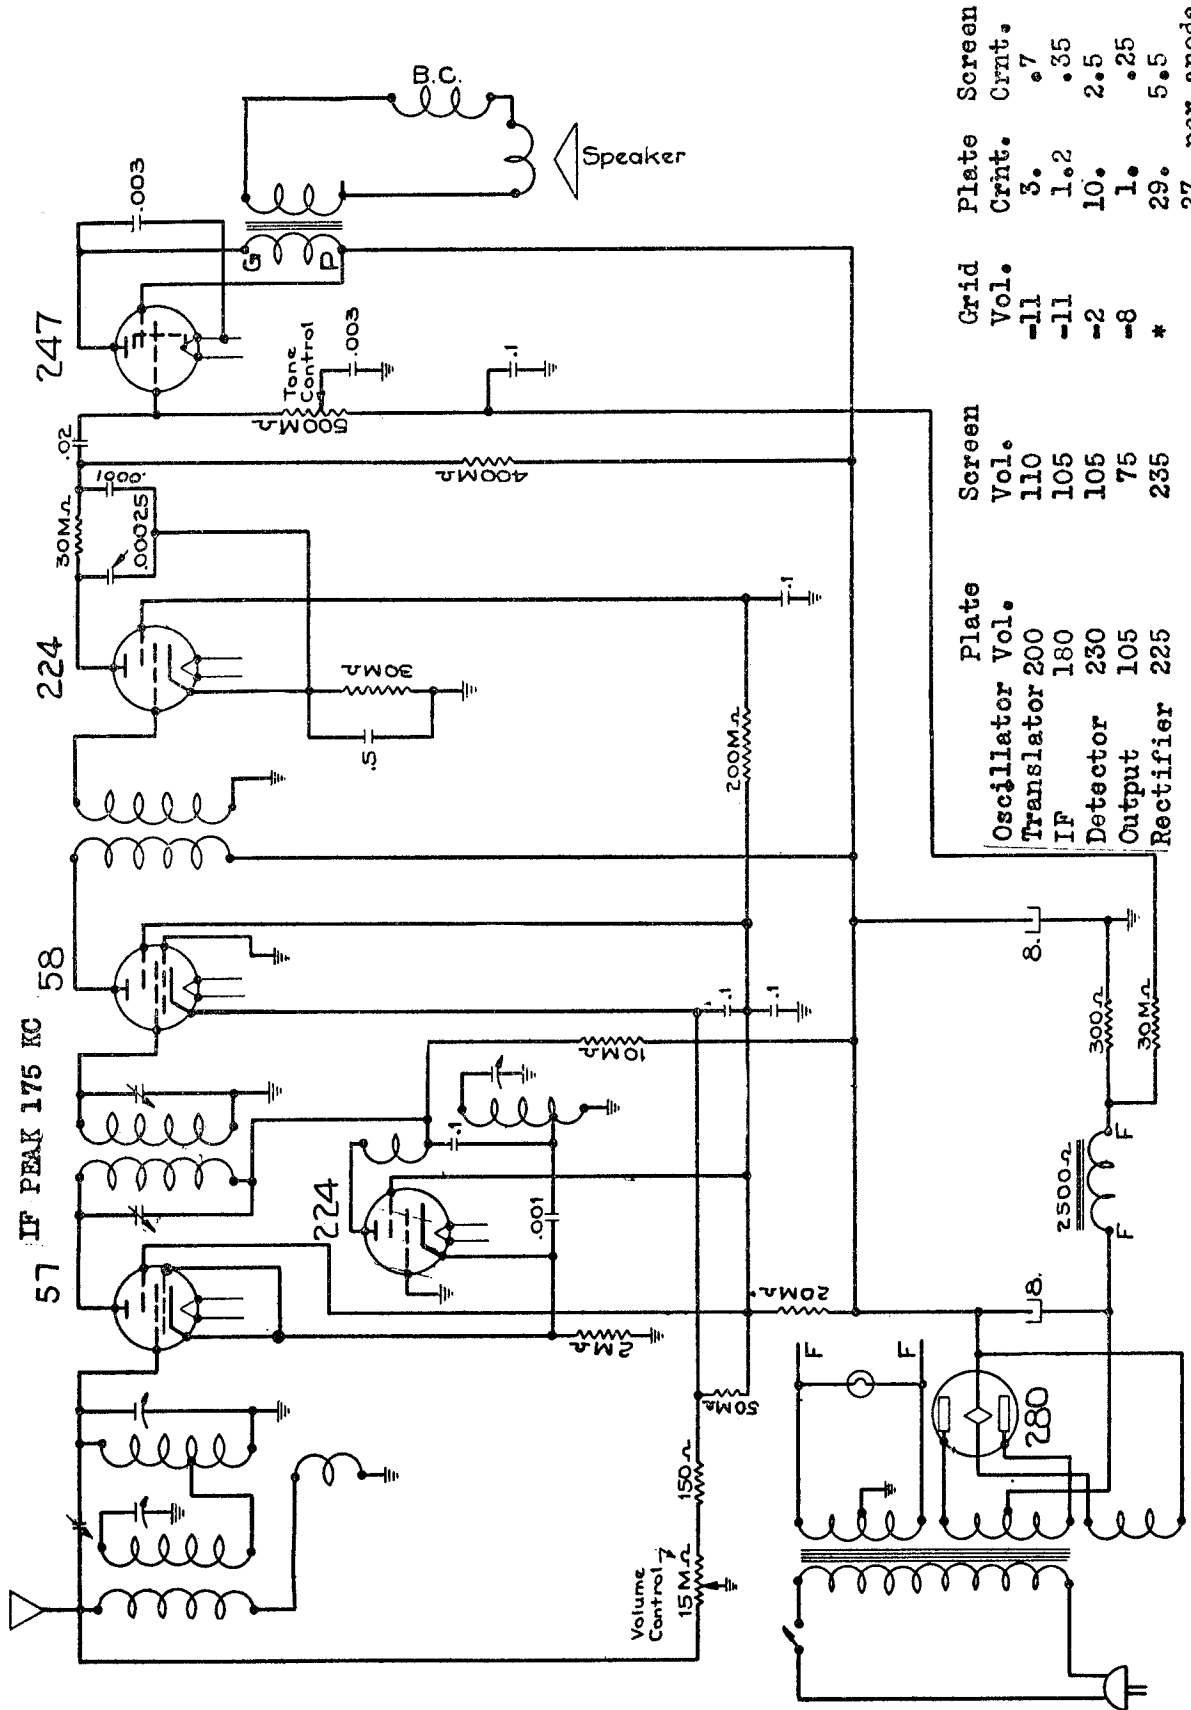 57
IF PEAK 175 KC
58
224
247
30MΩ
.00025
.0001
.02
.003
G
P
B.C.
Speaker
Tone
Control
500MΩ
.003
.1
400MΩ
224
.1
.001
2MΩ
10MΩ
.5
30MΩ
.1
.1
.1
200MΩ
Volume
Control
15MΩ
150Ω
50MΩ
20MΩ
F
F
280
8.
8.
2500Ω
F
F
300Ω
30MΩ
Plate Screen Grid Plate Screen
Oscillator Vol. Vol. Vol. Crnt. Crnt.
Translator 200 110 -11 3. .7
IF 180 105 -11 1.2 .35
Detector 230 105 -2 10. 2.5
Output 105 75 -8 1. .25
Rectifier 225 235 * 29. 5.5
27 per anode